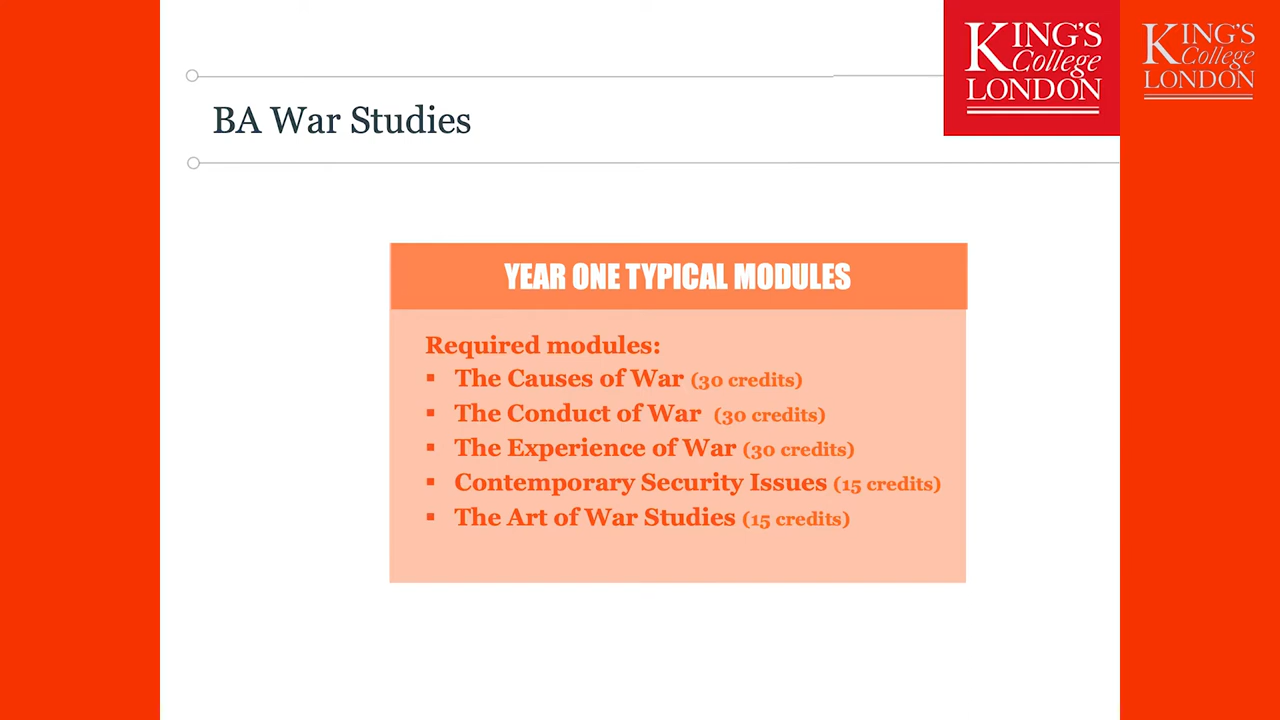 KING'S
College
LONDON
KING'S
College
LONDON
BA War Studies
YEAR ONE TYPICAL MODULES
Required modules:
▪ The Causes of War (30 credits)
▪ The Conduct of War (30 credits)
▪ The Experience of War (30 credits)
▪ Contemporary Security Issues (15 credits)
▪ The Art of War Studies (15 credits)